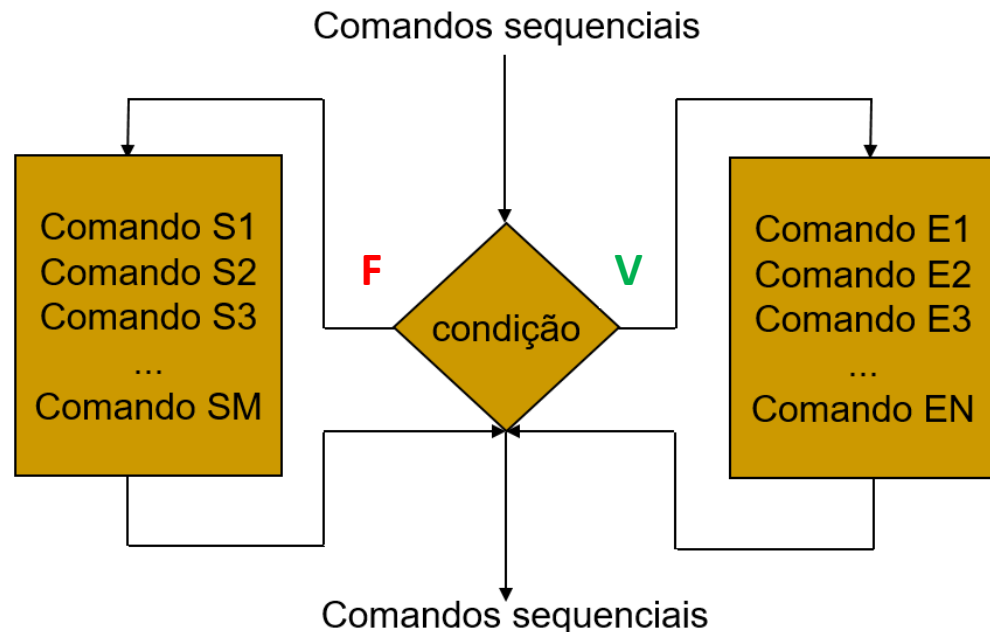 Comandos sequenciais
F
V
Comando S1
Comando S2
Comando S3
...
Comando SM
condição
Comando E1
Comando E2
Comando E3
...
Comando EN
Comandos sequenciais